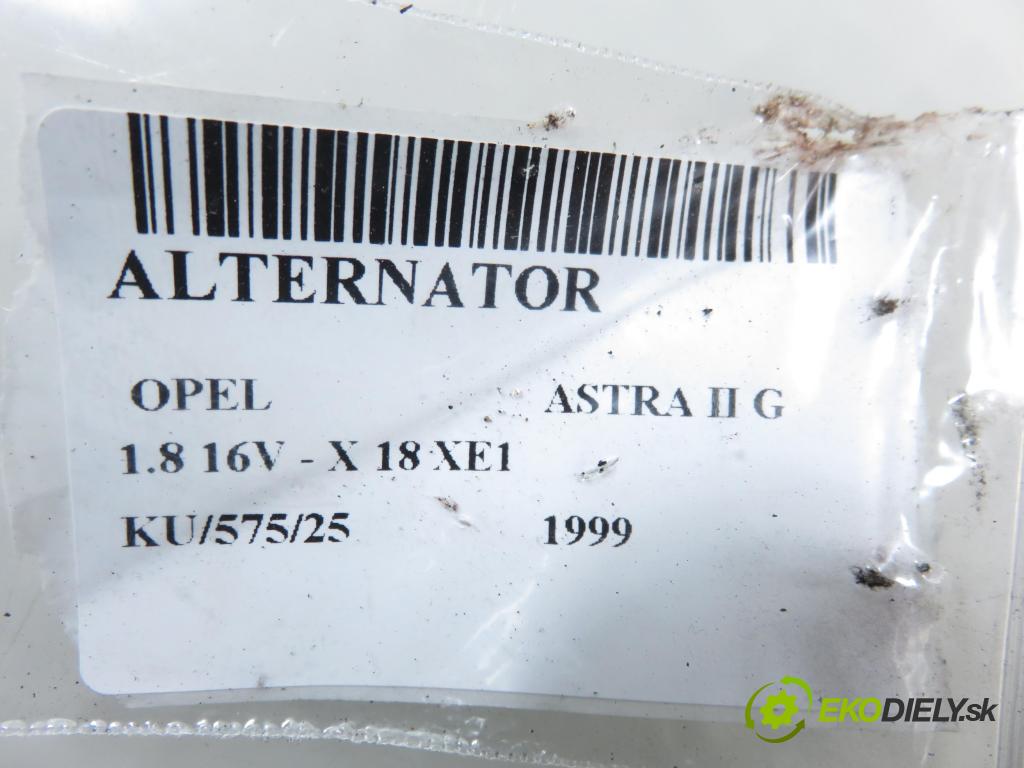 ALTERNATOR
OPEL ASTRA II G
1.8 16V - X 18 XE1
KU/575/25 1999
EKODIELY.sk